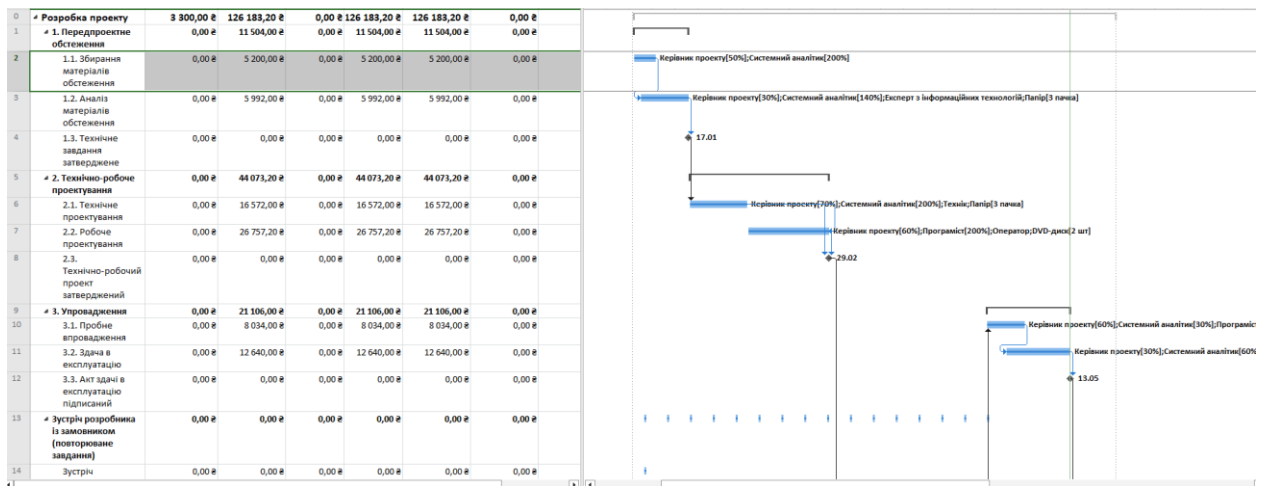 0 Розробка проекту 3 300,00 ₴ 126 183,20 ₴ 0,00 ₴ 126 183,20 ₴ 126 183,20 ₴ 0,00 ₴
1 1. Передпроектне 0,00 ₴ 11 504,00 ₴ 0,00 ₴ 11 504,00 ₴ 11 504,00 ₴ 0,00 ₴
обстеження
2 1.1. Збирання 0,00 ₴ 5 200,00 ₴ 0,00 ₴ 5 200,00 ₴ 5 200,00 ₴ 0,00 ₴ Керівник проекту[50%];Системний аналітик[200%]
матеріалів
обстеження
3 1.2. Аналіз 0,00 ₴ 5 992,00 ₴ 0,00 ₴ 5 992,00 ₴ 5 992,00 ₴ 0,00 ₴ Керівник проекту[30%];Системний аналітик[140%];Експерт з інформаційних технологій;Папір[3 пачка]
матеріалів
обстеження
4 1.3. Технічне 0,00 ₴ 0,00 ₴ 0,00 ₴ 0,00 ₴ 0,00 ₴ 0,00 ₴ 17.01
завдання
затверджене
5 2. Технічно-робоче 0,00 ₴ 44 073,20 ₴ 0,00 ₴ 44 073,20 ₴ 44 073,20 ₴ 0,00 ₴
проектування
6 2.1. Технічне 0,00 ₴ 16 572,00 ₴ 0,00 ₴ 16 572,00 ₴ 16 572,00 ₴ 0,00 ₴ Керівник проекту[70%];Системний аналітик[200%];Технік;Папір[3 пачка]
проектування
7 2.2. Робоче 0,00 ₴ 26 757,20 ₴ 0,00 ₴ 26 757,20 ₴ 26 757,20 ₴ 0,00 ₴ Керівник проекту[60%];Програміст[200%];Оператор;DVD-диск[2 шт]
проектування
8 2.3. 0,00 ₴ 0,00 ₴ 0,00 ₴ 0,00 ₴ 0,00 ₴ 0,00 ₴ 29.02
Технічно-робочий
проект
затверджений
9 3. Упровадження 0,00 ₴ 21 106,00 ₴ 0,00 ₴ 21 106,00 ₴ 21 106,00 ₴ 0,00 ₴
10 3.1. Пробне 0,00 ₴ 8 034,00 ₴ 0,00 ₴ 8 034,00 ₴ 8 034,00 ₴ 0,00 ₴ Керівник проекту[60%];Системний аналітик[30%];Програміст
впровадження
11 3.2. Здача в 0,00 ₴ 12 640,00 ₴ 0,00 ₴ 12 640,00 ₴ 12 640,00 ₴ 0,00 ₴ Керівник проекту[30%];Системний аналітик[60%
експлуатацію
12 3.3. Акт здачі в 0,00 ₴ 0,00 ₴ 0,00 ₴ 0,00 ₴ 0,00 ₴ 0,00 ₴ 13.05
експлуатацію
підписаний
13 Зустріч розробника 0,00 ₴ 0,00 ₴ 0,00 ₴ 0,00 ₴ 0,00 ₴ 0,00 ₴
із замовником
(повторюване
завдання)
14 Зустріч 0,00 ₴ 0,00 ₴ 0,00 ₴ 0,00 ₴ 0,00 ₴ 0,00 ₴